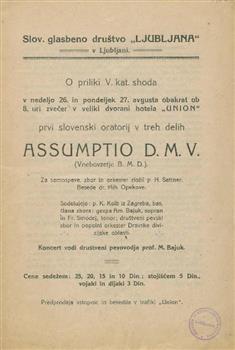 Slov. glasbeno društvo „LJUBLJANA"
v Ljubljani.
O priliki V. kat. shoda
v nedeljo 26. in pondeljek 27. avgusta obakrat ob
8. uri zvečer v veliki dvorani hotela „UNION"
prvi slovenski oratorij v treh delih
ASSUMPTIO D. M. V.
(Vnebovzetje B. M. D.).
Za samospeve, zbor in orkester zložil p. H. Sattner.
Besede dr. Mih. Opekove.
Sodelujejo: p. K. Kolb iz Zagreba, bas,
člana zbora: gospa Am. Bajuk, sopran
in Fr. Smodej, tenor; društveni pevski
zbor in popolni orkester Dravske divi-
zijske oblasti.
Koncert vodi društveni pevovodja prof. M. Bajuk.
Cene sedežem: 25, 20, 15 in 10 Din.; stojiščem 5 Din.,
vojaki in dijaki 3 Din.
Predprodaja vstopnic in besedila v trafiki „Union".